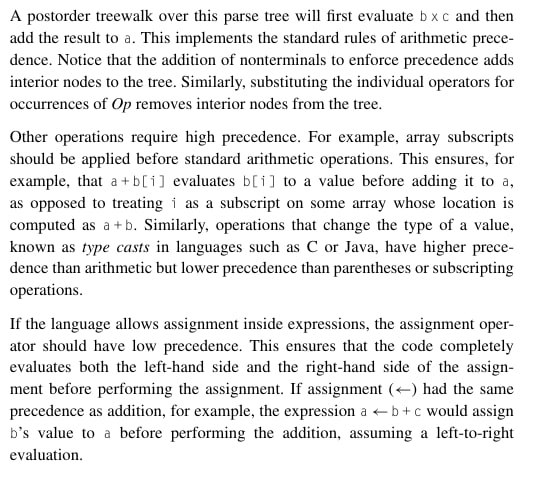 A postorder treewalk over this parse tree will first evaluate b x c and then
add the result to a. This implements the standard rules of arithmetic prece-
dence. Notice that the addition of nonterminals to enforce precedence adds
interior nodes to the tree. Similarly, substituting the individual operators for
occurrences of Op removes interior nodes from the tree.
Other operations require high precedence. For example, array subscripts
should be applied before standard arithmetic operations. This ensures, for
example, that a + b[i] evaluates b[i] to a value before adding it to a,
as opposed to treating i as a subscript on some array whose location is
computed as a + b. Similarly, operations that change the type of a value,
known as type casts in languages such as C or Java, have higher prece-
dence than arithmetic but lower precedence than parentheses or subscripting
operations.
If the language allows assignment inside expressions, the assignment oper-
ator should have low precedence. This ensures that the code completely
evaluates both the left-hand side and the right-hand side of the assign-
ment before performing the assignment. If assignment (←) had the same
precedence as addition, for example, the expression a ← b + c would assign
b's value to a before performing the addition, assuming a left-to-right
evaluation.